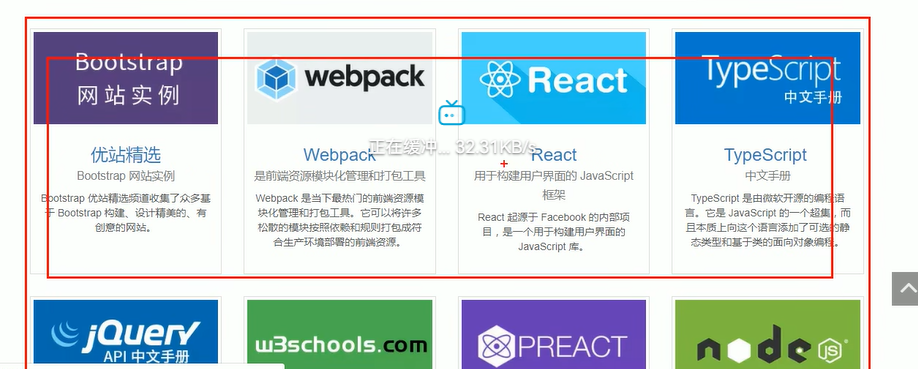 Bootstrap
网站实例
webpack
React
TypeScript
中文手册
正在缓冲... 32.31KB/s
优站精选
Bootstrap 网站实例
Bootstrap 优站精选频道收集了众多基
于 Bootstrap 构建、设计精美的、有
创意的网站。
Webpack
是前端资源模块化管理和打包工具
Webpack 是当下最热门的前端资源模
块化管理和打包工具。它可以将许多
松散的模块按照依赖和规则打包成符
合生产环境部署的前端资源。
React
用于构建用户界面的 JavaScript
框架
React 起源于 Facebook 的内部项
目，是一个用于构建用户界面的
JavaScript 库。
TypeScript
中文手册
TypeScript 是由微软开源的编程语
言。它是 JavaScript 的一个超集，而
且本质上向这个语言添加了可选的静
态类型和基于类的面向对象编程。
jQuery
API 中文手册
w3schools.com
PREACT
node
JS